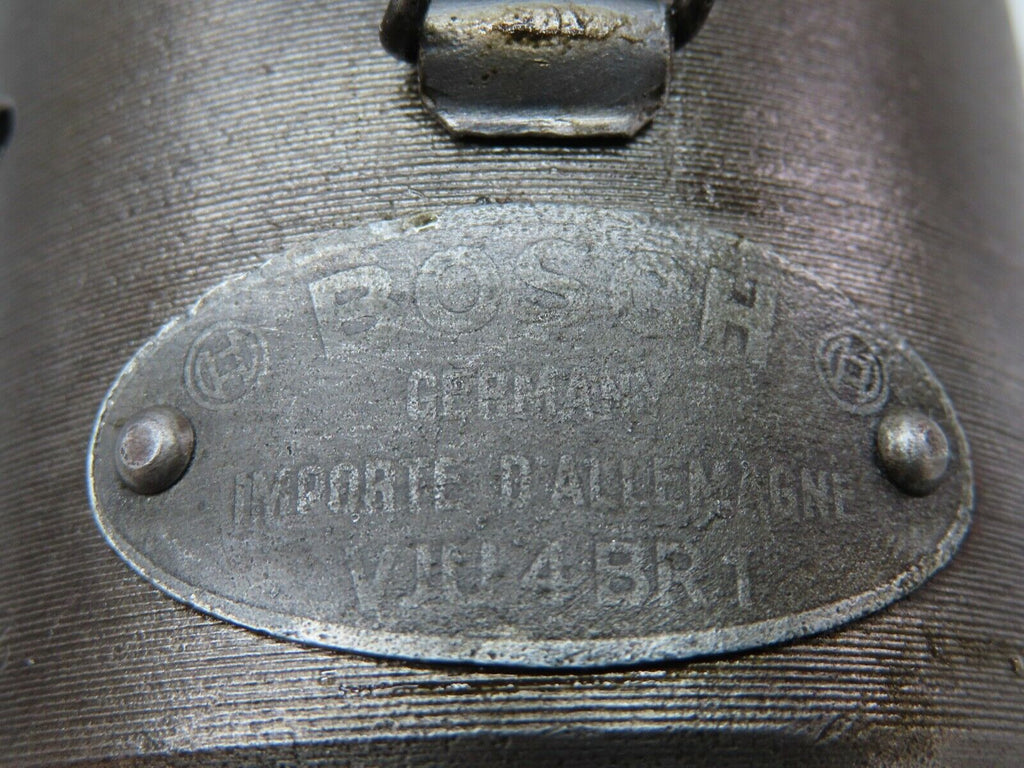 BOSCH
GERMANY
IMPORTE D'ALLEMAGNE
VJU4BR1